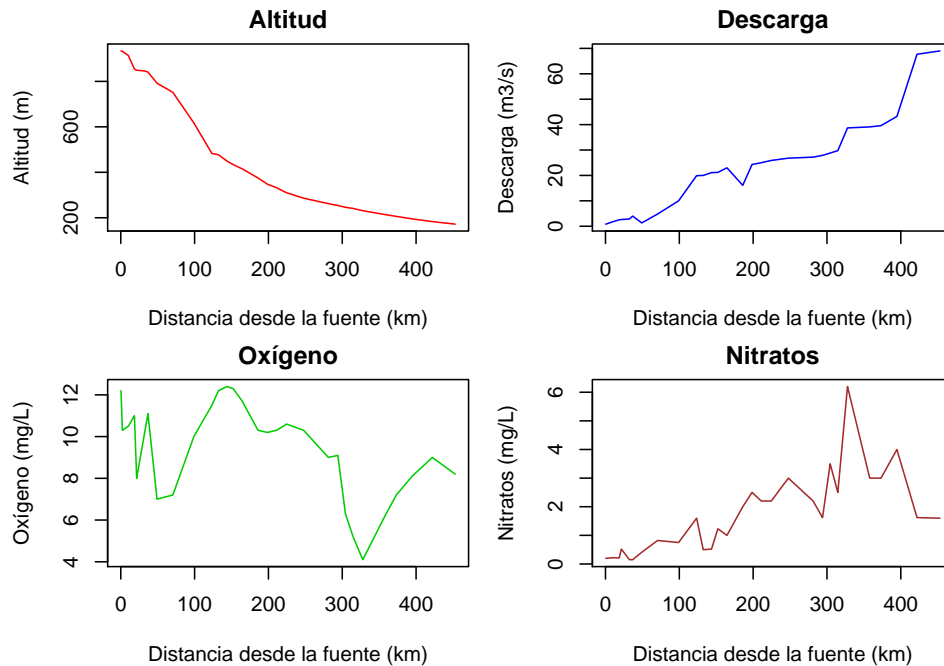 Altitud
Altitud (m)
200
600
0
100
200
300
400
Distancia desde la fuente (km)
Descarga
Descarga (m3/s)
0
20
40
60
0
100
200
300
400
Distancia desde la fuente (km)
Oxígeno
Oxígeno (mg/L)
4
6
8
10
12
0
100
200
300
400
Distancia desde la fuente (km)
Nitratos
Nitratos (mg/L)
0
2
4
6
0
100
200
300
400
Distancia desde la fuente (km)